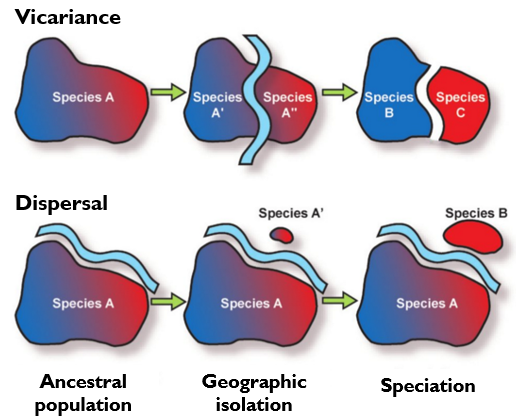 Vicariance
Species A
Species
A'
Species
A"
Species
B
Species
C
Dispersal
Species A
Species A'
Species A
Species B
Species A
Ancestral
population
Geographic
isolation
Speciation